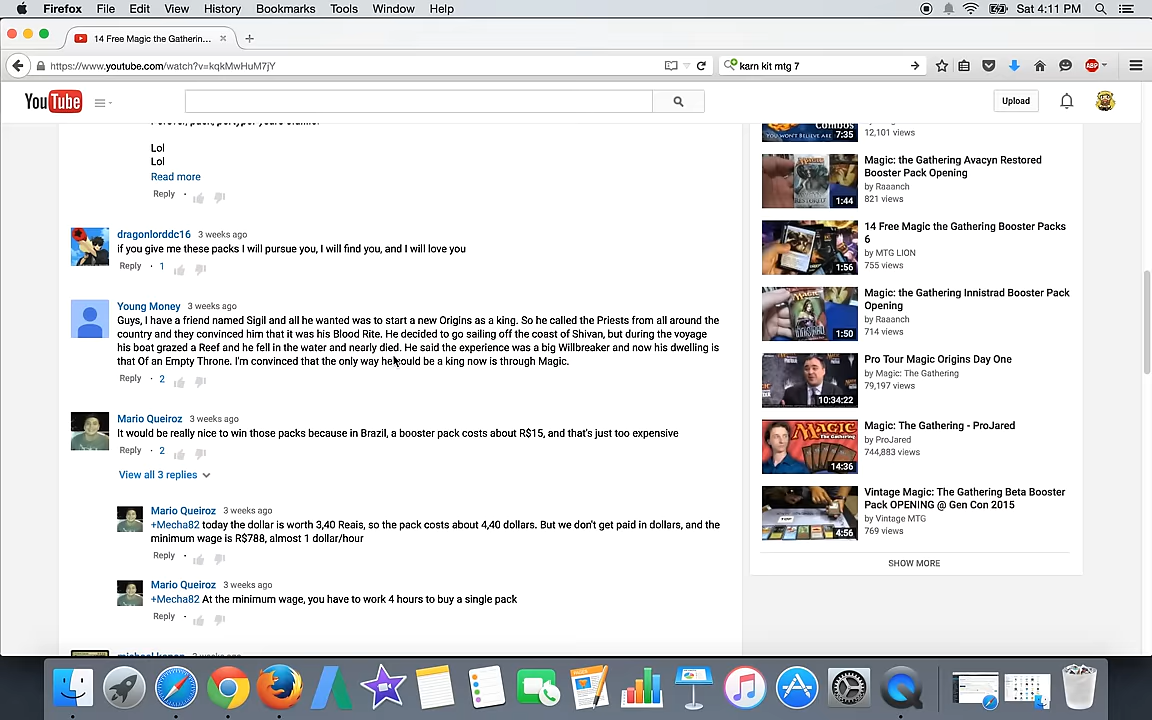 Firefox File Edit View History Bookmarks Tools Window Help Sat 4:11 PM
14 Free Magic the Gatherin...
https://www.youtube.com/watch?v=kqkMwHuM7jY
karn kit mtg 7
ABP
YouTube
Upload
Lol
Lol
Read more
Reply
dragonlorddc16 3 weeks ago
if you give me these packs I will pursue you, I will find you, and I will love you
Reply · 1
Young Money 3 weeks ago
Guys, I have a friend named Sigil and all he wanted was to start a new Origins as a king. So he called the Priests from all around the
country and they convinced him that it was his Blood Rite. He decided to go sailing off the coast of Shivan, but during the voyage
his boat grazed a Reef and he fell in the water and nearly died. He said the experience was a big Willbreaker and now his dwelling is
that Of an Empty Throne. I'm convinced that the only way he would be a king now is through Magic.
Reply · 2
Mario Queiroz 3 weeks ago
It would be really nice to win those packs because in Brazil, a booster pack costs about R$15, and that's just too expensive
Reply · 2
View all 3 replies
Mario Queiroz 3 weeks ago
+Mecha82 today the dollar is worth 3,40 Reais, so the pack costs about 4,40 dollars. But we don't get paid in dollars, and the
minimum wage is R$788, almost 1 dollar/hour
Reply ·
Mario Queiroz 3 weeks ago
+Mecha82 At the minimum wage, you have to work 4 hours to buy a single pack
Reply ·
COMBOS
YOU WON'T BELIEVE ARE
7:35
12,101 views
Magic: the Gathering Avacyn Restored
Booster Pack Opening
by Raaanch
821 views
1:44
14 Free Magic the Gathering Booster Packs
6
by MTG LION
755 views
1:56
Magic: the Gathering Innistrad Booster Pack
Opening
by Raaanch
714 views
1:50
Pro Tour Magic Origins Day One
by Magic: The Gathering
79,197 views
10:34:22
Magic: The Gathering - ProJared
by ProJared
744,883 views
MAGIC
14:36
Vintage Magic: The Gathering Beta Booster
Pack OPENING @ Gen Con 2015
by Vintage MTG
769 views
4:56
SHOW MORE